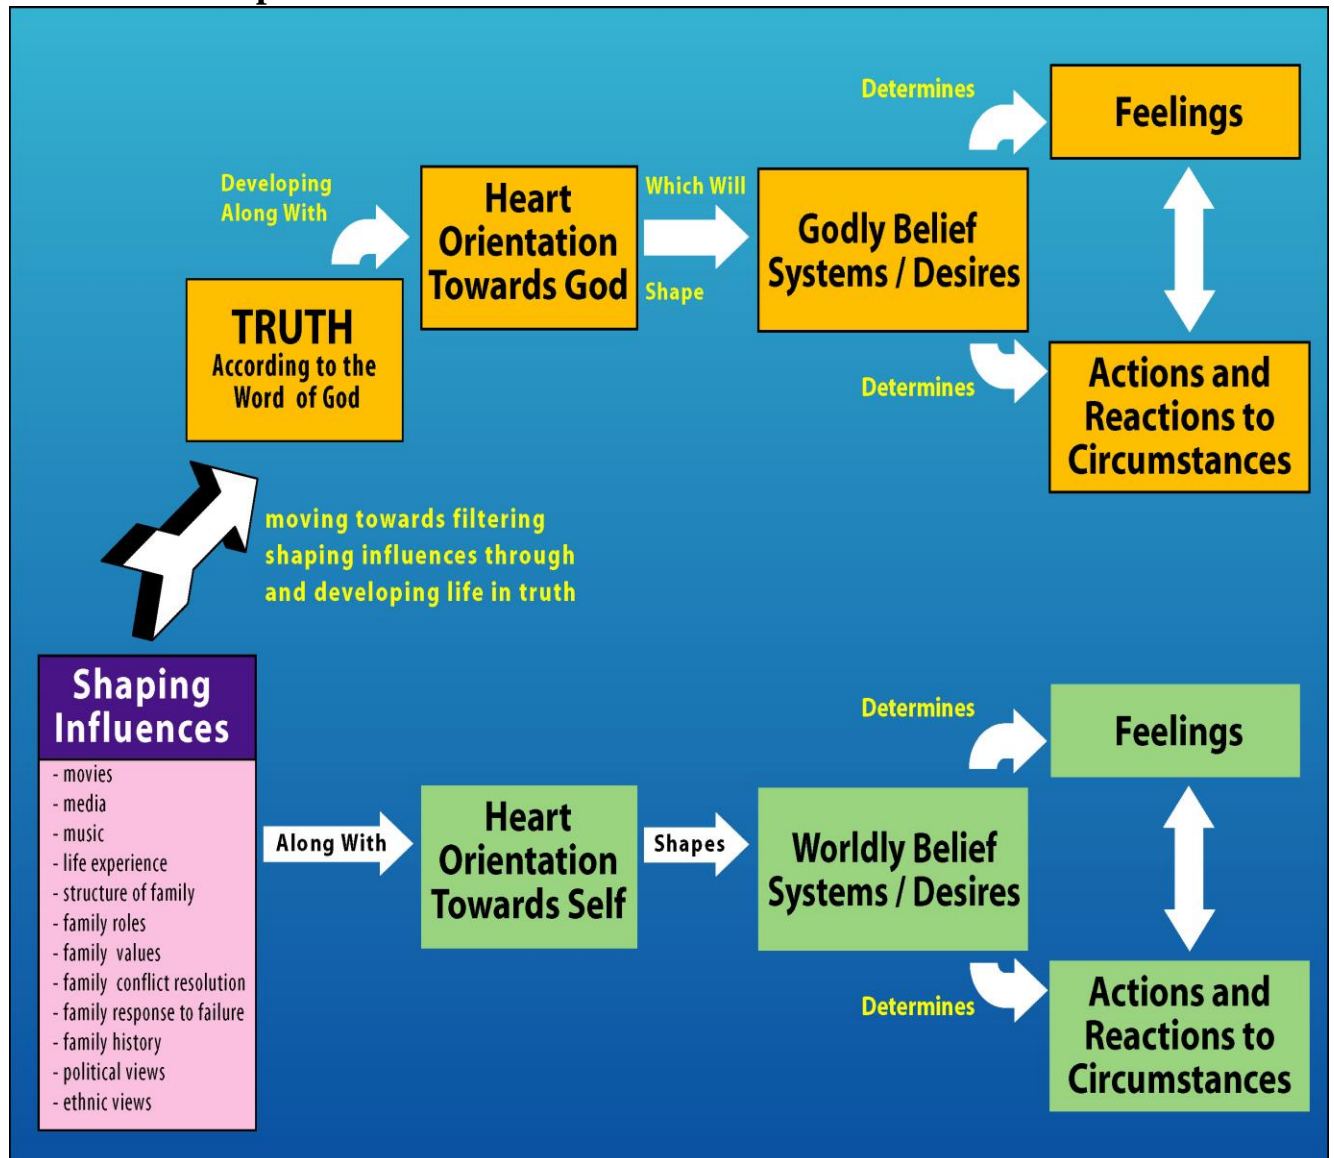 Determines
Feelings
Developing
Along With
Heart
Orientation
Towards God
Which Will
Shape
Godly Belief
Systems / Desires
TRUTH
According to the
Word of God
Determines
Actions and
Reactions to
Circumstances
moving towards filtering
shaping influences through
and developing life in truth
Shaping
Influences
- movies
- media
- music
- life experience
- structure of family
- family roles
- family values
- family conflict resolution
- family response to failure
- family history
- political views
- ethnic views
Along With
Heart
Orientation
Towards Self
Shapes
Worldly Belief
Systems / Desires
Determines
Feelings
Determines
Actions and
Reactions to
Circumstances